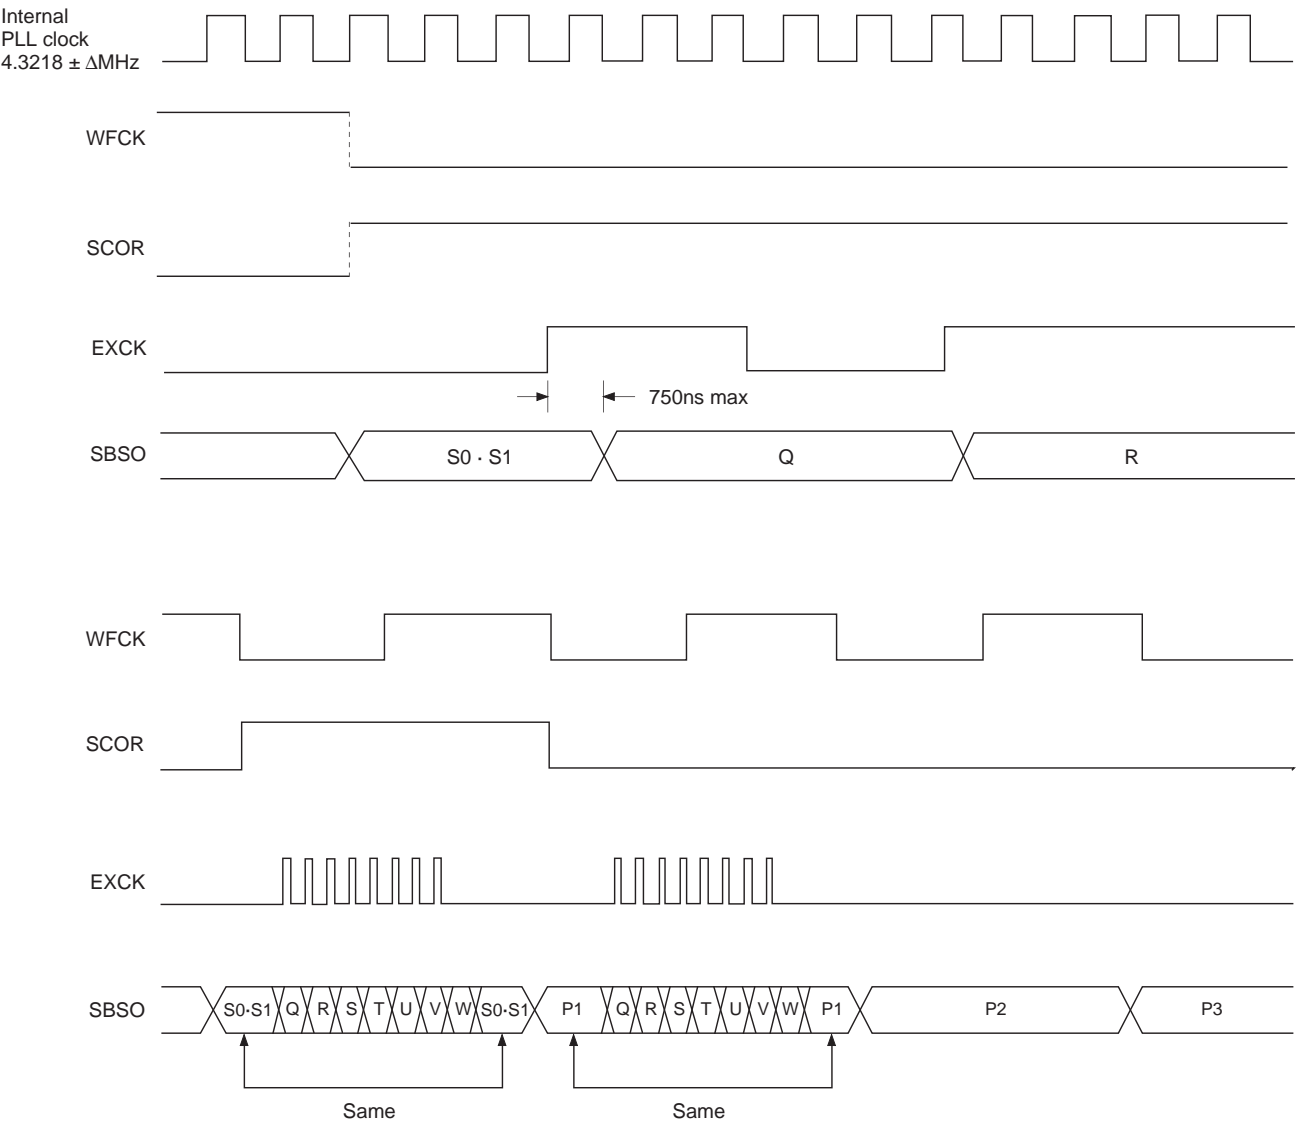 Internal
PLL clock
4.3218 ± ΔMHz
WFCK
SCOR
EXCK
750ns max
SBSO
S0 · S1
Q
R
WFCK
SCOR
EXCK
SBSO
S0·S1
Q
R
S
T
U
V
W
S0·S1
P1
Q
R
S
T
U
V
W
P1
P2
P3
Same
Same